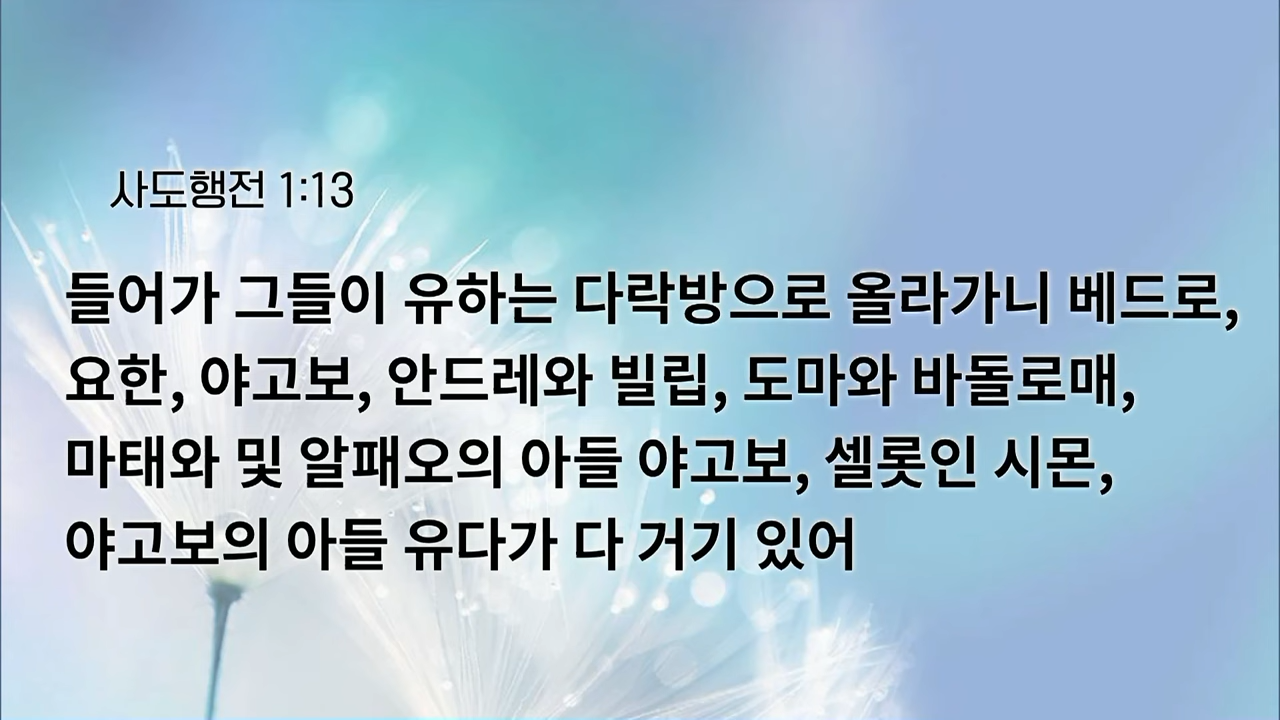 사도행전 1:13
들어가 그들이 유하는 다락방으로 올라가니 베드로,
요한, 야고보, 안드레와 빌립, 도마와 바돌로매,
마태와 및 알패오의 아들 야고보, 셀롯인 시몬,
야고보의 아들 유다가 다 거기 있어